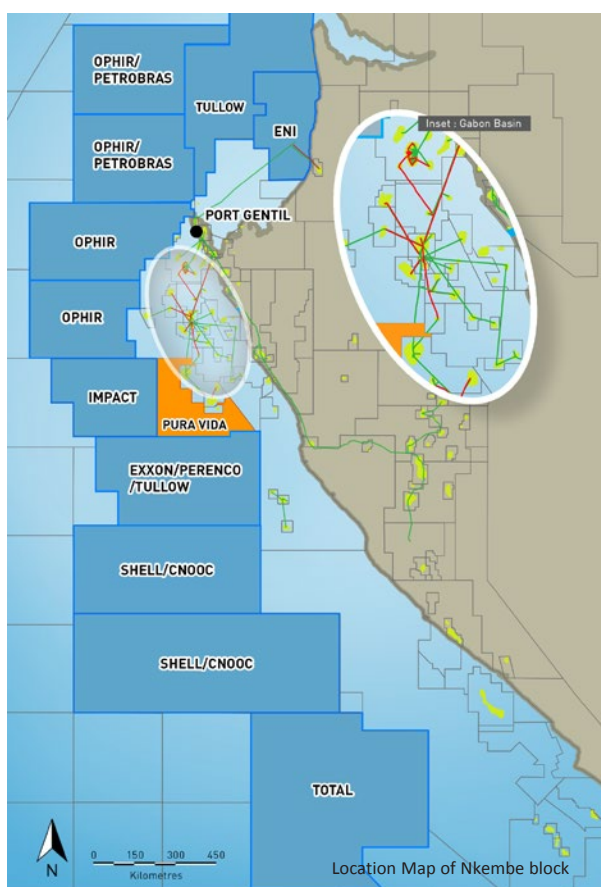 OPHIR/
PETROBRAS
TULLOW
ENI
Inset : Gabon Basin
OPHIR/
PETROBRAS
PORT GENTIL
OPHIR
OPHIR
IMPACT
PURA VIDA
EXXON/PERENCO
/TULLOW
SHELL/CNOOC
SHELL/CNOOC
TOTAL
N
0 150 300 450
Kilometres
Location Map of Nkembe block